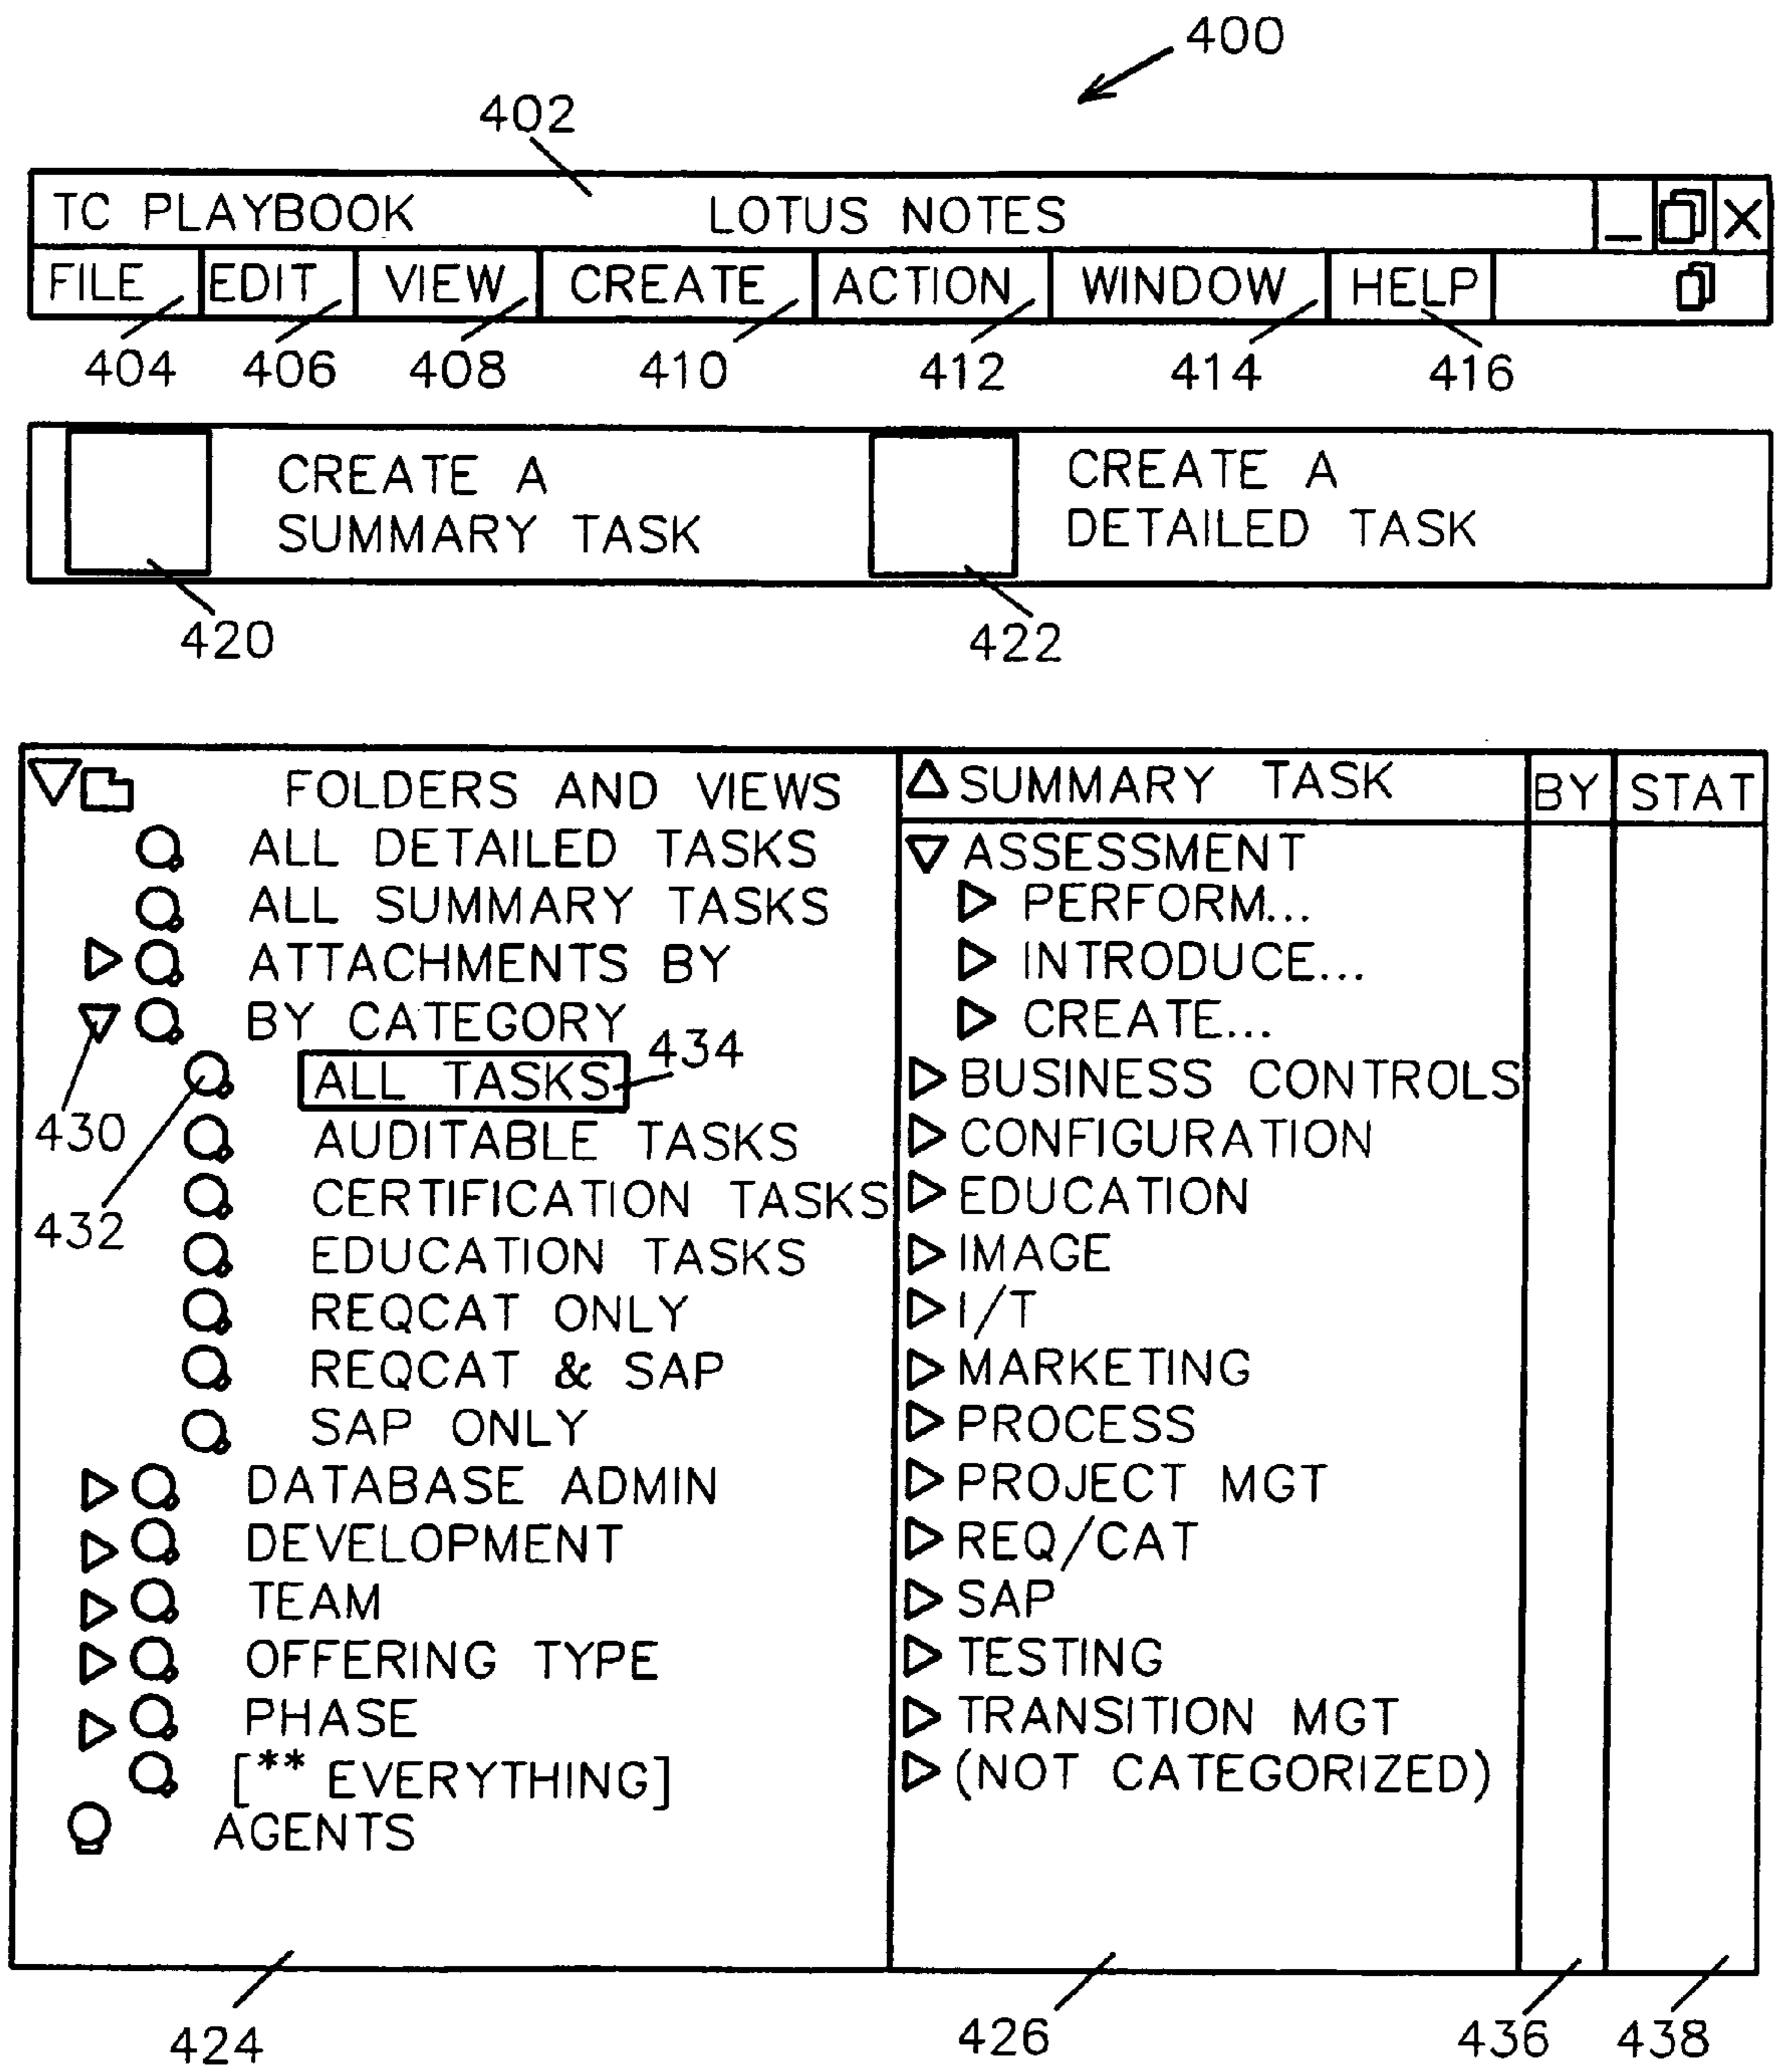 400
402
TC PLAYBOOK LOTUS NOTES _ X
FILE EDIT VIEW CREATE ACTION WINDOW HELP
404 406 408 410 412 414 416
CREATE A
SUMMARY TASK
CREATE A
DETAILED TASK
420 422
FOLDERS AND VIEWS
ALL DETAILED TASKS
ALL SUMMARY TASKS
ATTACHMENTS BY
BY CATEGORY
434
ALL TASKS
430
AUDITABLE TASKS
CERTIFICATION TASKS
432
EDUCATION TASKS
REQCAT ONLY
REQCAT & SAP
SAP ONLY
DATABASE ADMIN
DEVELOPMENT
TEAM
OFFERING TYPE
PHASE
[** EVERYTHING]
AGENTS
SUMMARY TASK BY STAT
ASSESSMENT
PERFORM...
INTRODUCE...
CREATE...
BUSINESS CONTROLS
CONFIGURATION
EDUCATION
IMAGE
I/T
MARKETING
PROCESS
PROJECT MGT
REQ/CAT
SAP
TESTING
TRANSITION MGT
(NOT CATEGORIZED)
424 426 436 438